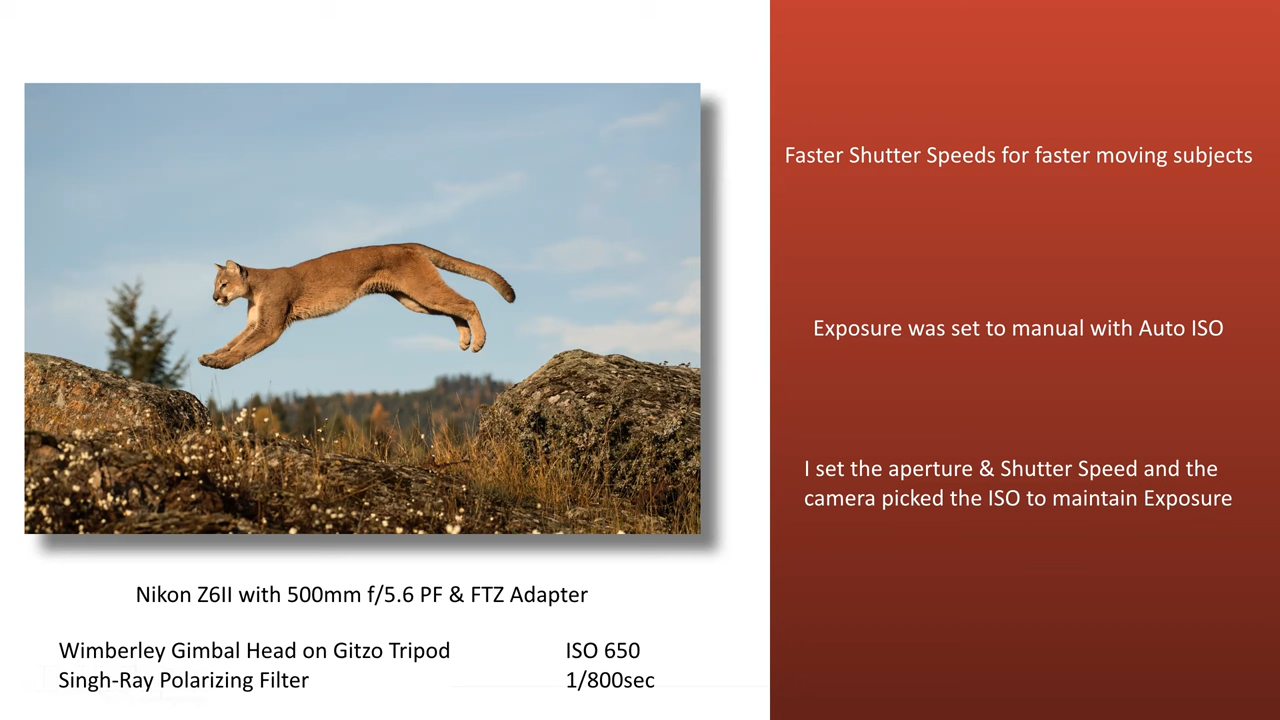 Faster Shutter Speeds for faster moving subjects
Exposure was set to manual with Auto ISO
I set the aperture & Shutter Speed and the
camera picked the ISO to maintain Exposure
Nikon Z6II with 500mm f/5.6 PF & FTZ Adapter
Wimberley Gimbal Head on Gitzo Tripod
ISO 650
Singh-Ray Polarizing Filter
1/800sec